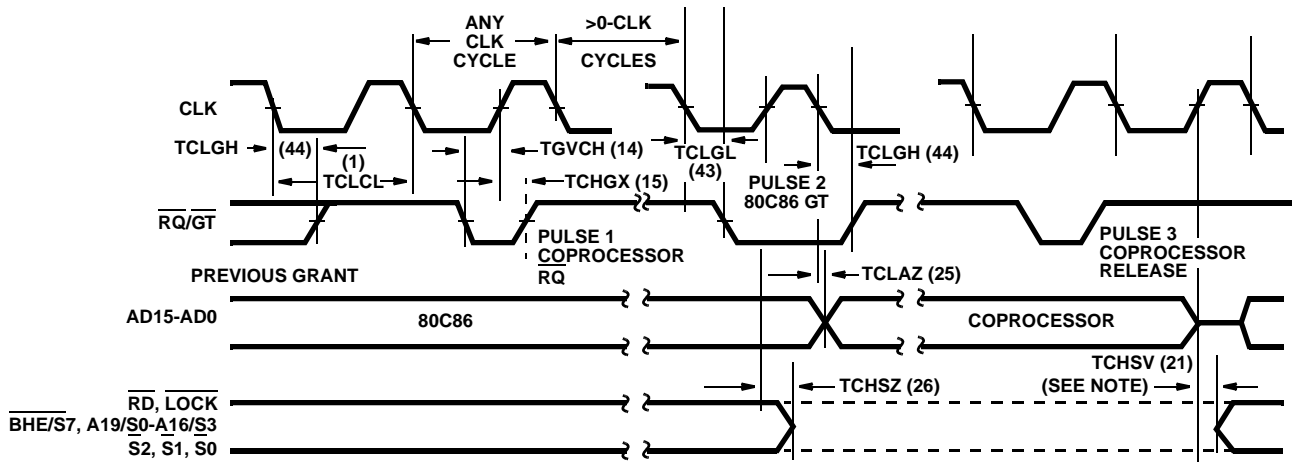 ANY
CLK
CYCLE
>0-CLK
CYCLES
CLK
TCLGH
(44)
(1)
TCLCL
TGVCH (14)
TCHGX (15)
TCLGL
(43)
PULSE 2
80C86 GT
TCLGH (44)
RQ/GT
PULSE 1
COPROCESSOR
RQ
PULSE 3
COPROCESSOR
RELEASE
PREVIOUS GRANT
TCLAZ (25)
AD15-AD0
80C86
COPROCESSOR
TCHSV (21)
(SEE NOTE)
TCHSZ (26)
RD, LOCK
BHE/S7, A19/S0-A16/S3
S2, S1, S0